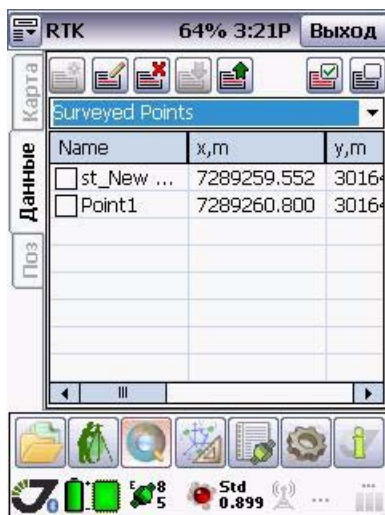 RTK 64% 3:21P Выход
Карта
Surveyed Points
Данные
Name x,m y,m
st_New ... 7289259.552 3016
Point1 7289260.800 3016
Поз
E 8
5
Std
0.899
...